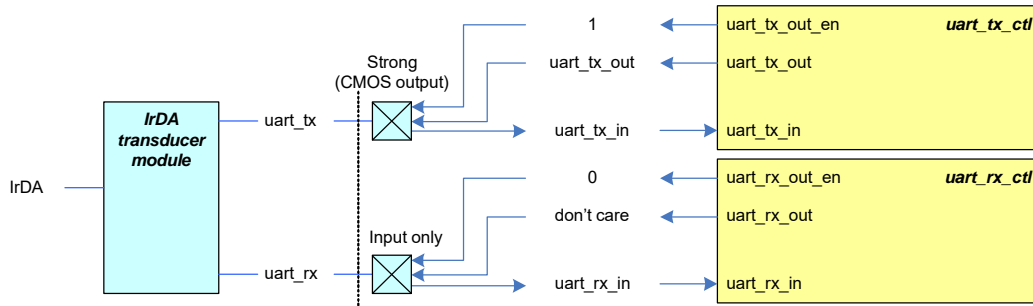 1
uart_tx_out_en
uart_tx_ctl
Strong
(CMOS output)
uart_tx_out
uart_tx_out
IrDA
transducer
module
uart_tx
uart_tx_in
uart_tx_in
IrDA
0
uart_rx_out_en
uart_rx_ctl
don't care
uart_rx_out
Input only
uart_rx
uart_rx_in
uart_rx_in